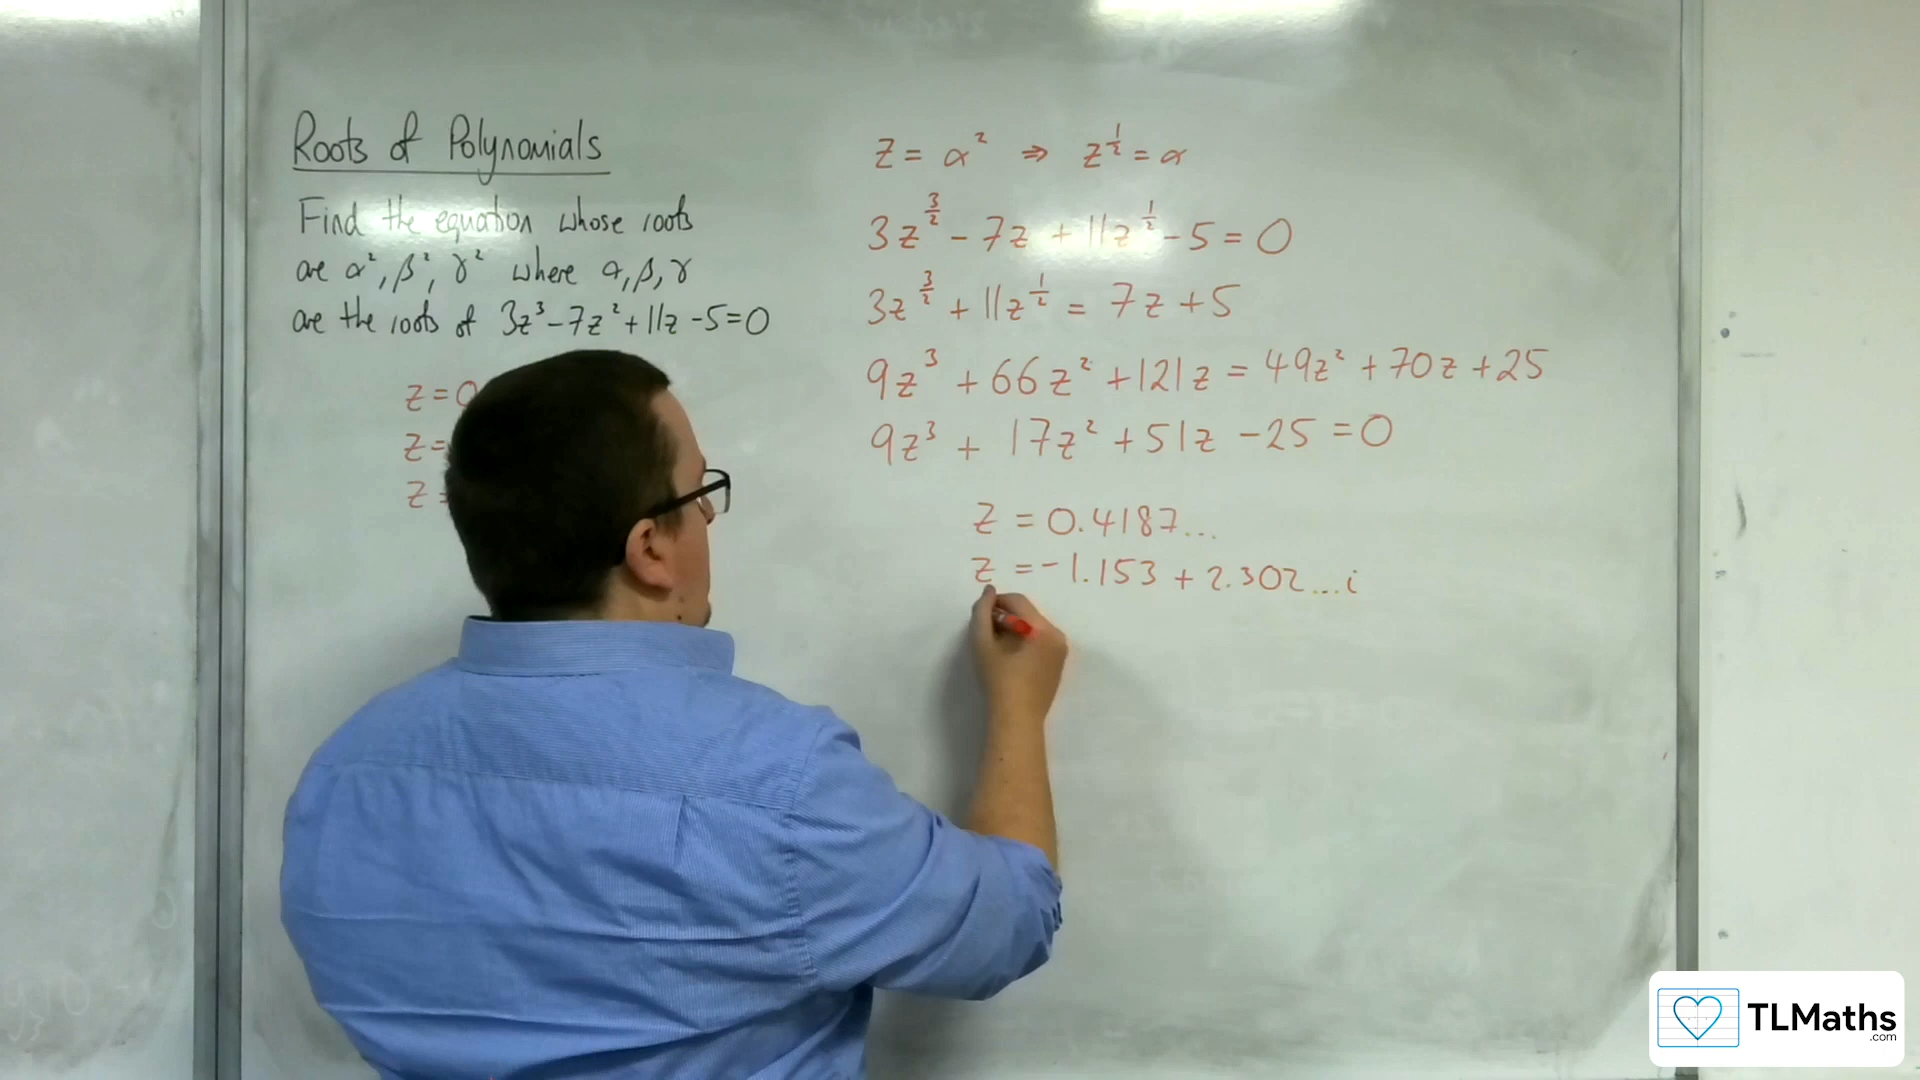 Roots of Polynomials
Find the equation whose roots
are α², β², γ² where α, β, γ
are the roots of 3z³ - 7z² + 11z - 5 = 0
z = 0
z =
z =
z = α² ⇒ z^½ = α
3z^(3/2) - 7z + 11z^½ - 5 = 0
3z^(3/2) + 11z^½ = 7z + 5
9z³ + 66z² + 121z = 49z² + 70z + 25
9z³ + 17z² + 51z - 25 = 0
z = 0.4187...
z = -1.153 + 2.302...i
TLMaths
.com